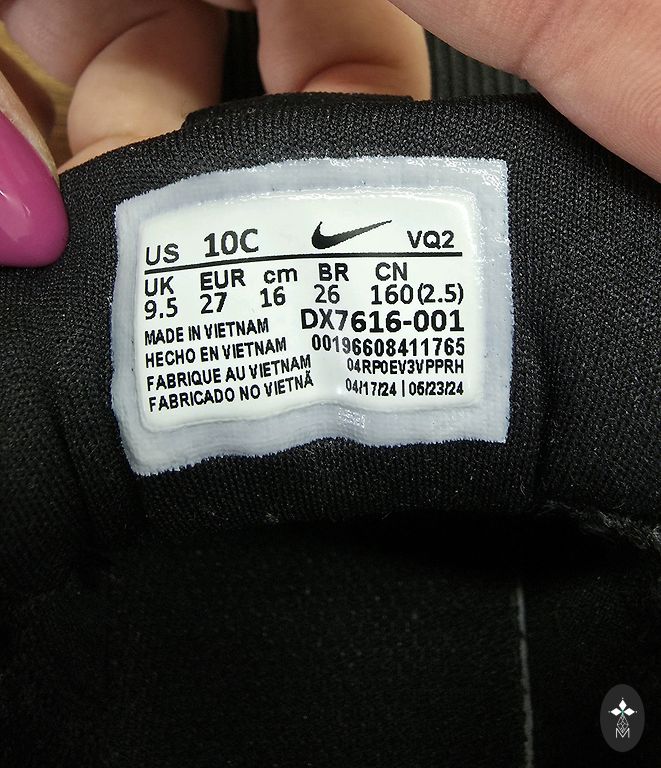 US 10C VQ2
UK EUR cm BR CN
9.5 27 16 26 160(2.5)
MADE IN VIETNAM DX7616-001
HECHO EN VIETNAM 00196608411765
FABRIQUE AU VIETNAM 04RP0EV3VPPRH
FABRICADO NO VIETNÃ 04/17/24 | 06/23/24
M